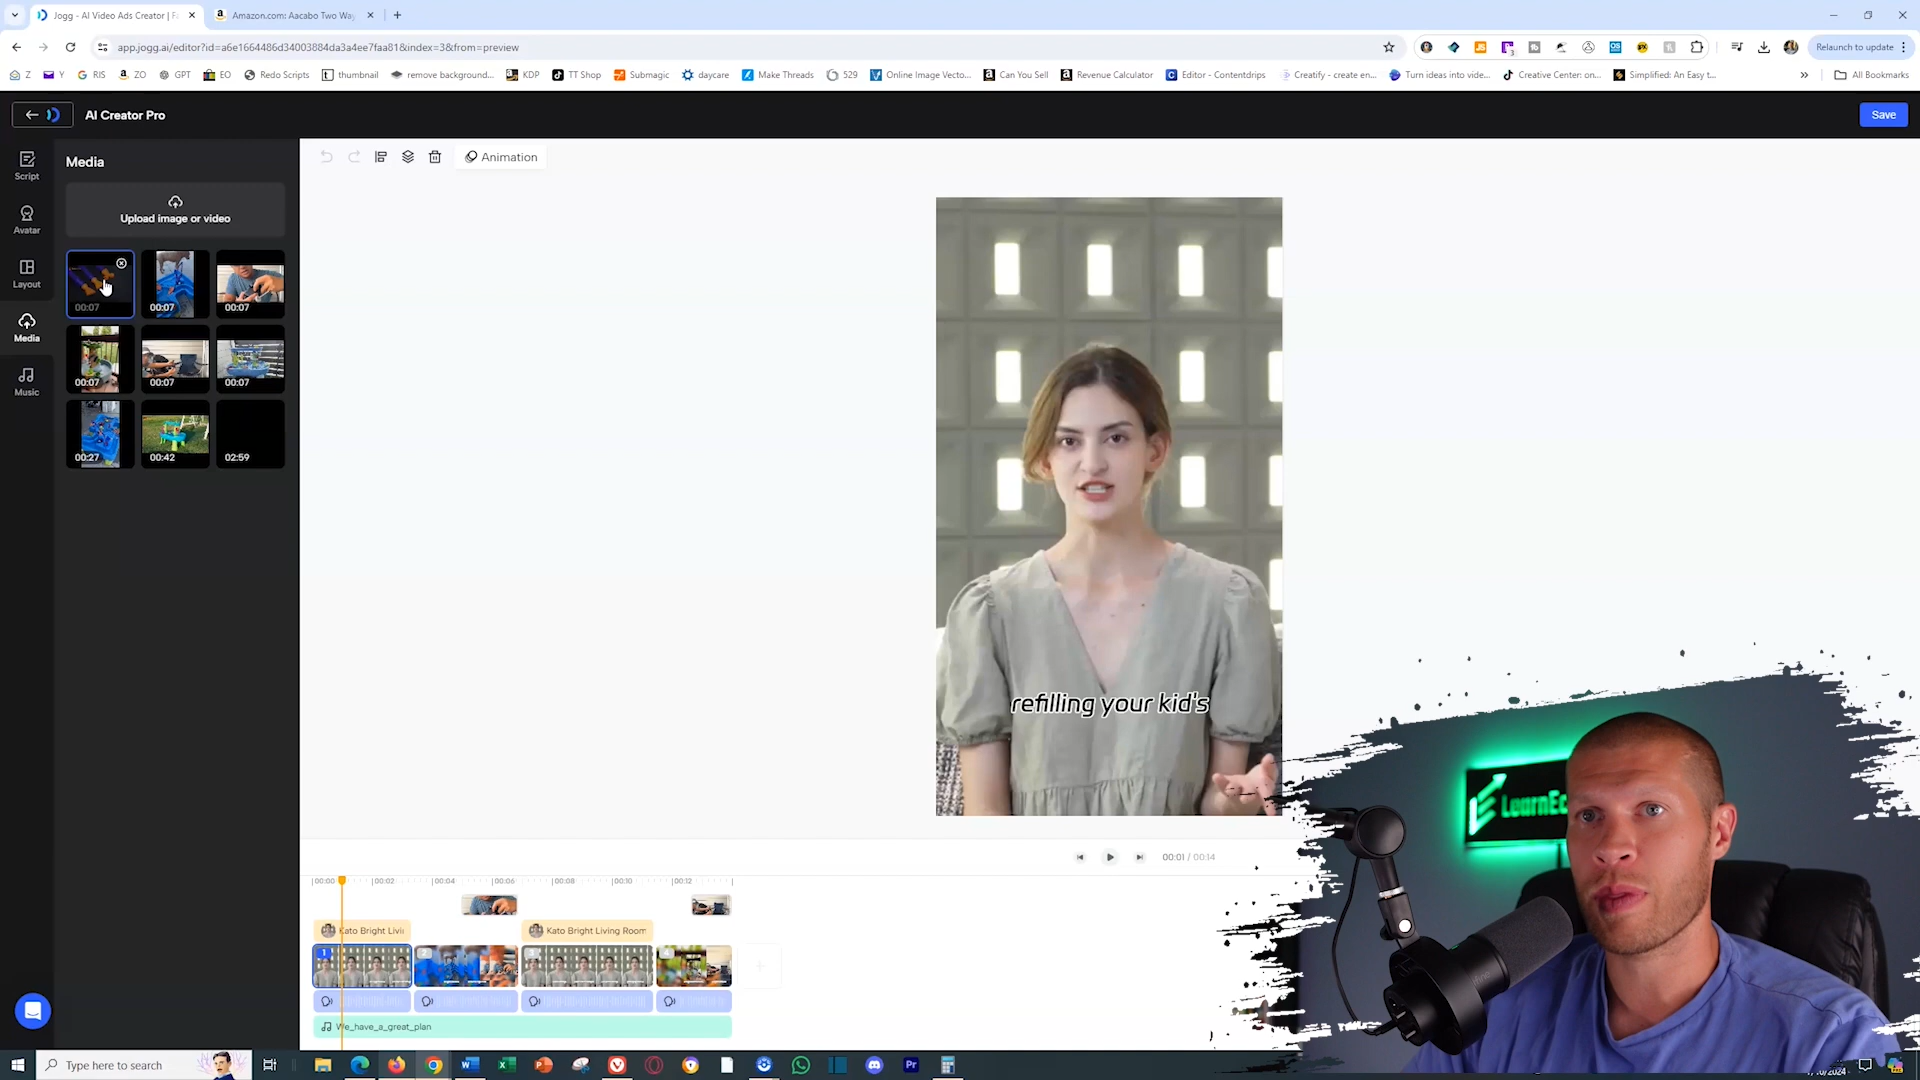 Jogg - AI Video Ads Creator | F
Amazon.com: Aacabo Two Way
app.jogg.ai/editor?id=a6e1664486d34003884da3a4ee7faa81&index=3&from=preview
Relaunch to update
Z
Y
RIS
ZO
GPT
EO
Redo Scripts
thumbnail
remove background...
KDP
TT Shop
Submagic
daycare
Make Threads
529
Online Image Vecto...
Can You Sell
Revenue Calculator
Editor - Contentdrips
Creatify - create en...
Turn ideas into vide...
Creative Center: on...
Simplified: An Easy t...
All Bookmarks
AI Creator Pro
Save
Script
Avatar
Layout
Media
Music
Media
Upload image or video
00:07
00:07
00:07
00:07
00:07
00:07
00:27
00:42
02:59
Animation
refilling your kid's
LearnEc
00:01 / 00:14
00:00
00:02
00:04
00:06
00:08
00:10
00:12
Kato Bright Livi
Kato Bright Living Room
1
2
4
We_have_a_great_plan
Type here to search